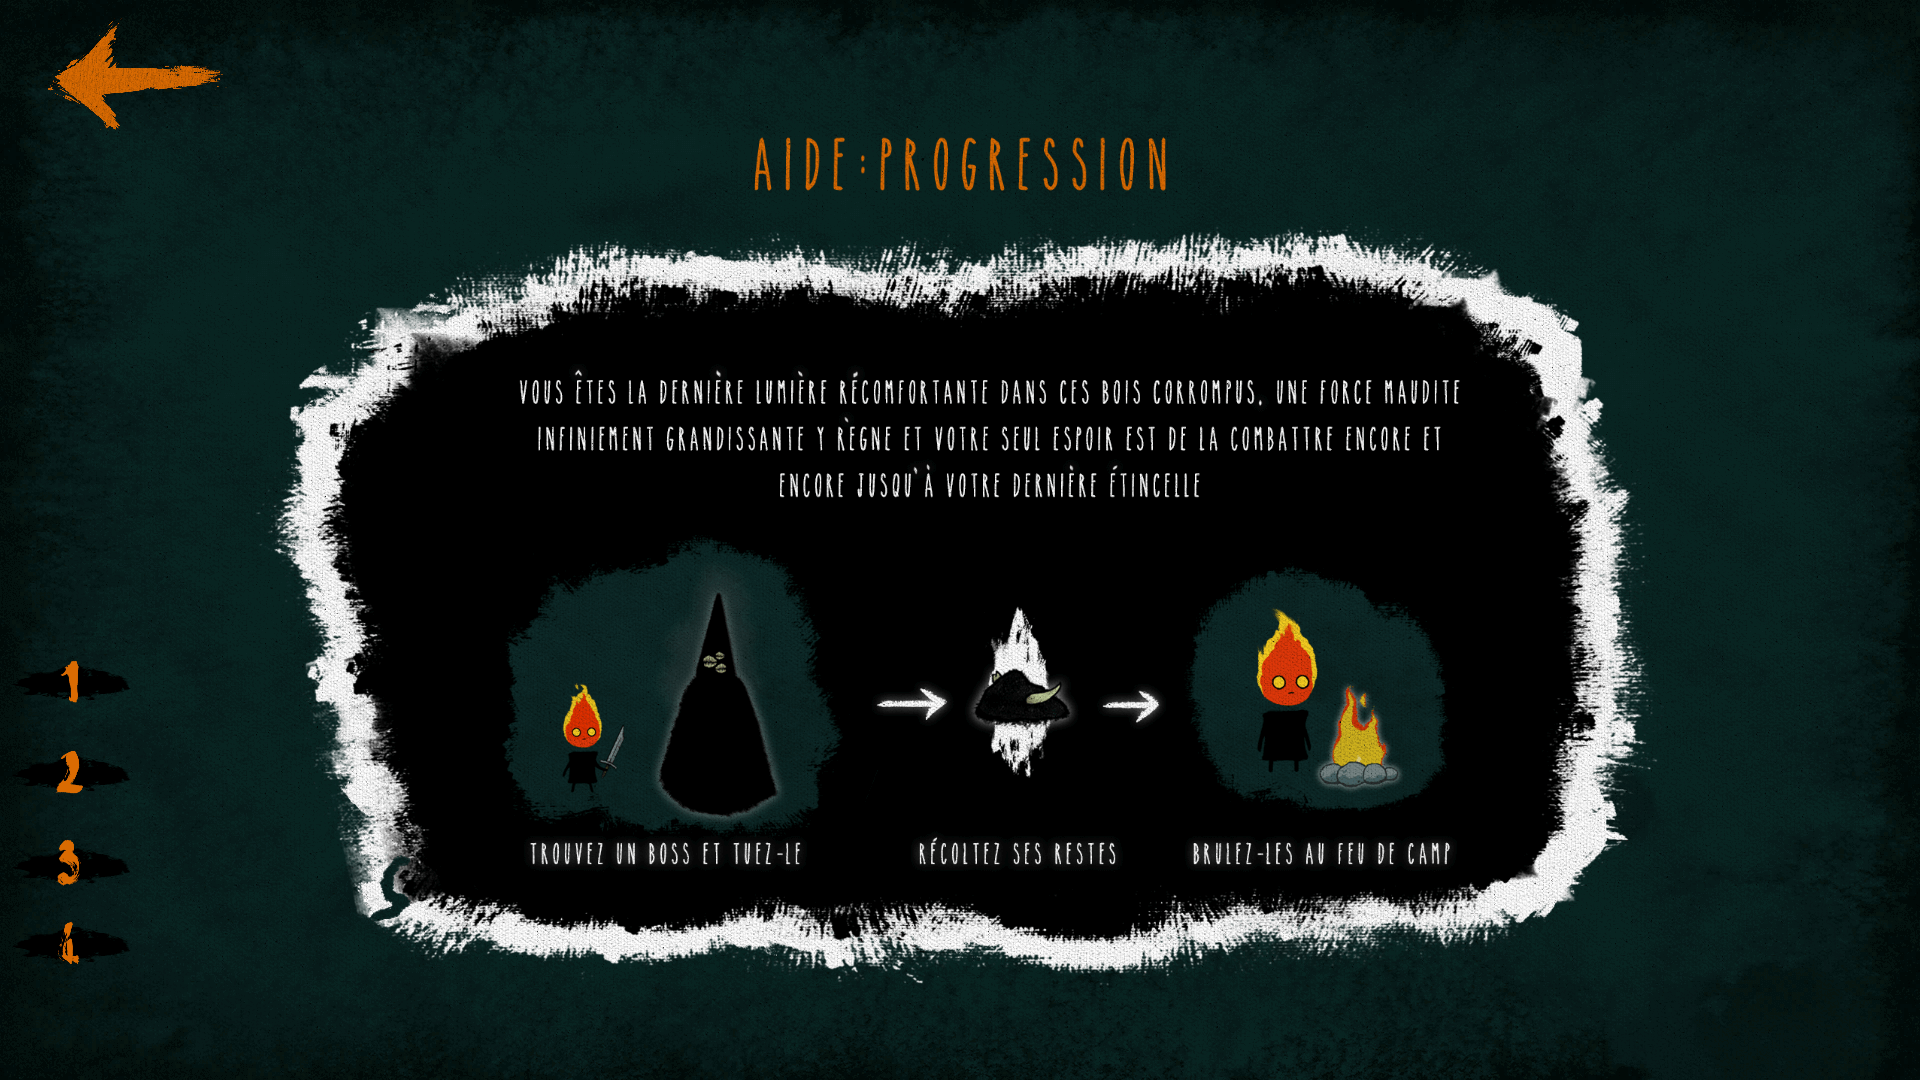 AIDE:PROGRESSION
VOUS ÊTES LA DERNIÈRE LUMIÈRE RÉCOMFORTANTE DANS CES BOIS CORROMPUS, UNE FORCE MAUDITE
INFINIEMENT GRANDISSANTE Y RÈGNE ET VOTRE SEUL ESPOIR EST DE LA COMBATTRE ENCORE ET
ENCORE JUSQU'À VOTRE DERNIÈRE ÉTINCELLE
TROUVEZ UN BOSS ET TUEZ-LE
RÉCOLTEZ SES RESTES
BRULEZ-LES AU FEU DE CAMP
1
2
3
4